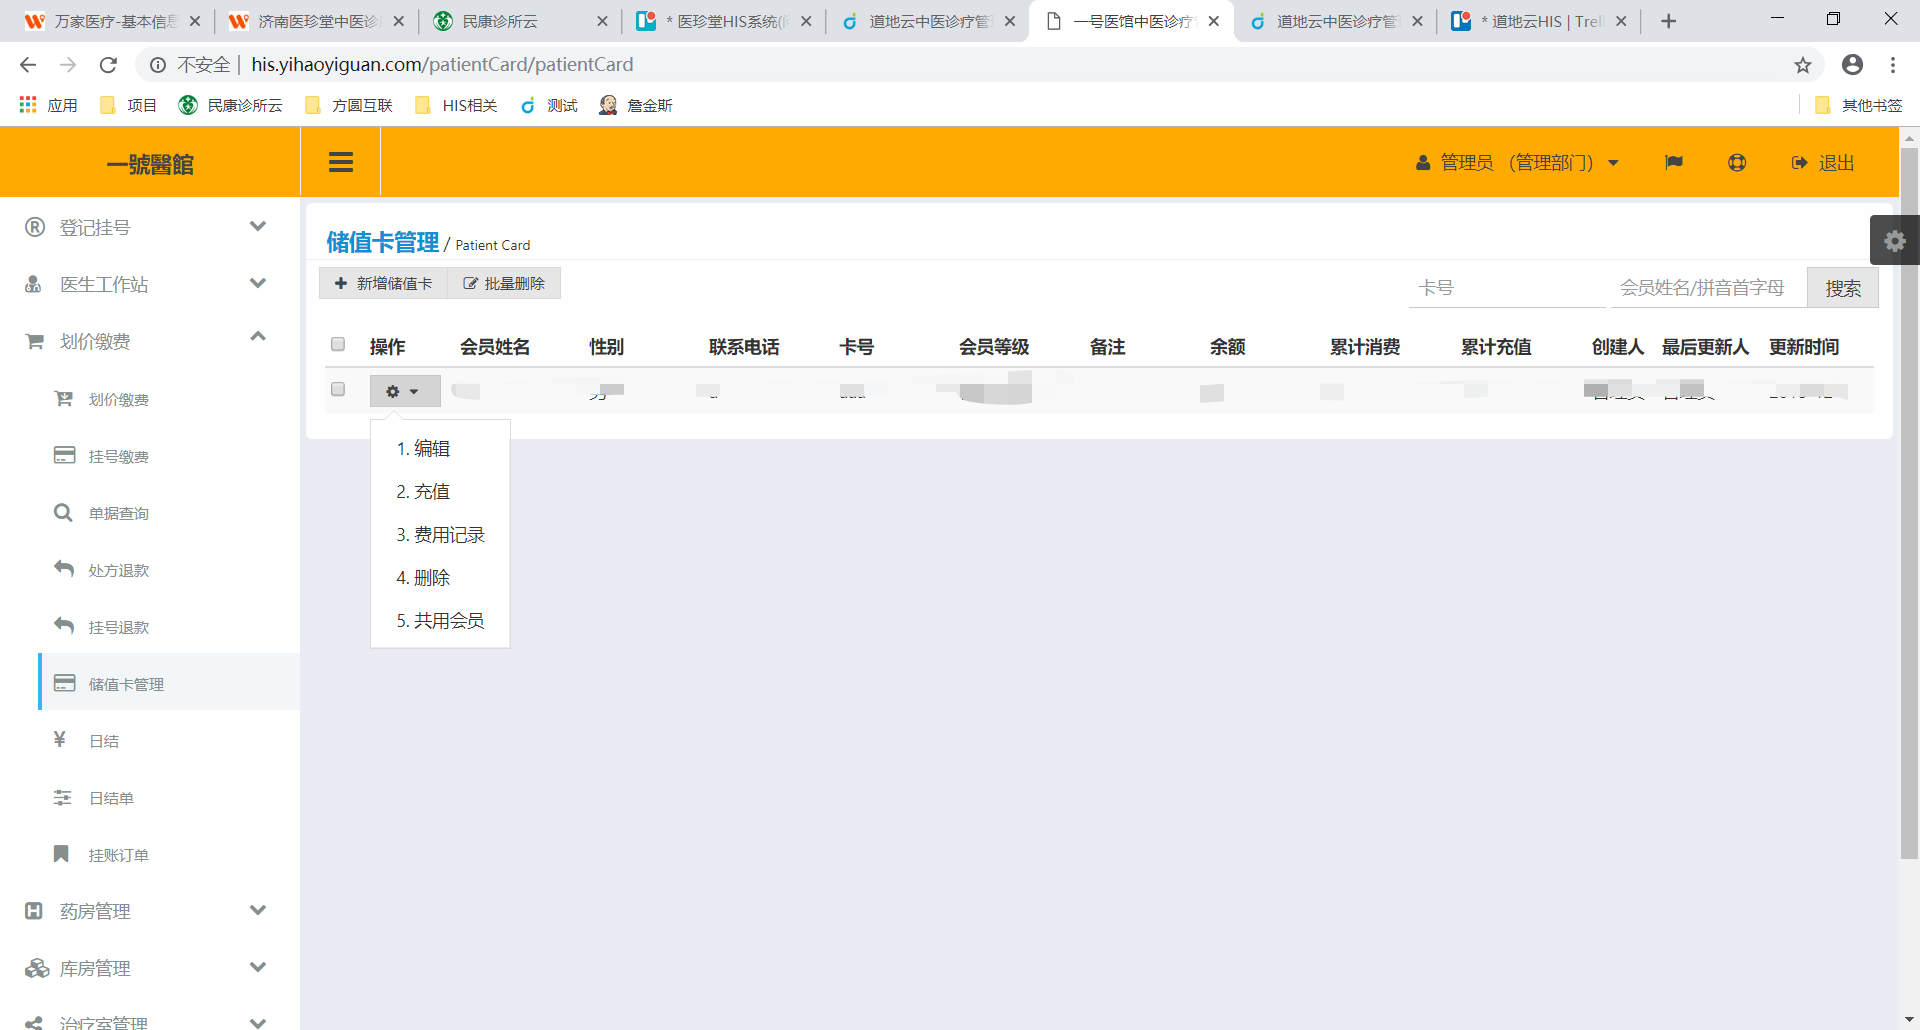 万家医疗-基本信息
济南医珍堂中医诊
民康诊所云
* 医珍堂HIS系统(问
道地云中医诊疗管
一号医馆中医诊疗
道地云中医诊疗管
* 道地云HIS | Trell
不安全 | his.yihaoyiguan.com/patientCard/patientCard
应用
项目
民康诊所云
方圆互联
HIS相关
测试
詹金斯
其他书签
一號醫館
管理员 (管理部门)
退出
登记挂号
医生工作站
划价缴费
划价缴费
挂号缴费
单据查询
处方退款
挂号退款
储值卡管理
¥ 日结
日结单
挂账订单
药房管理
库房管理
治疗室管理
储值卡管理 / Patient Card
新增储值卡
批量删除
卡号
会员姓名/拼音首字母
搜索
操作 会员姓名 性别 联系电话 卡号 会员等级 备注 余额 累计消费 累计充值 创建人 最后更新人 更新时间
1. 编辑
2. 充值
3. 费用记录
4. 删除
5. 共用会员